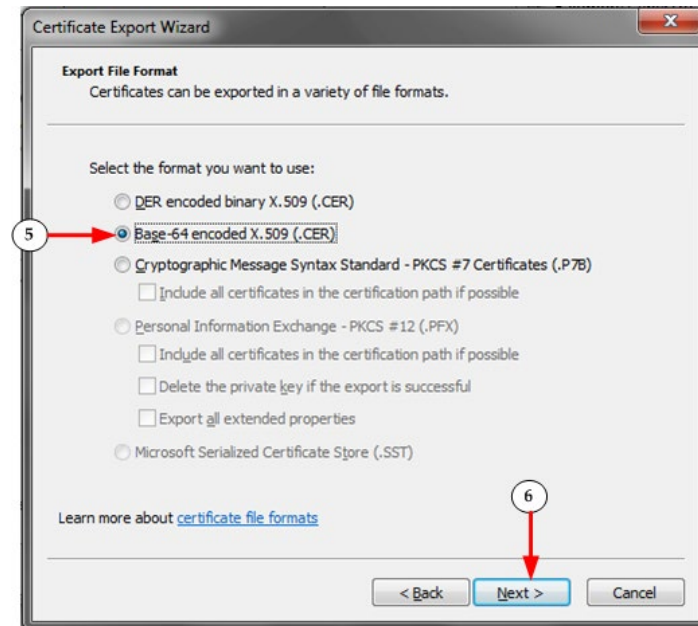 Certificate Export Wizard
Export File Format
Certificates can be exported in a variety of file formats.
Select the format you want to use:
DER encoded binary X.509 (.CER)
5
Base-64 encoded X.509 (.CER)
Cryptographic Message Syntax Standard - PKCS #7 Certificates (.P7B)
Include all certificates in the certification path if possible
Personal Information Exchange - PKCS #12 (.PFX)
Include all certificates in the certification path if possible
Delete the private key if the export is successful
Export all extended properties
Microsoft Serialized Certificate Store (.SST)
6
Learn more about certificate file formats
< Back Next > Cancel